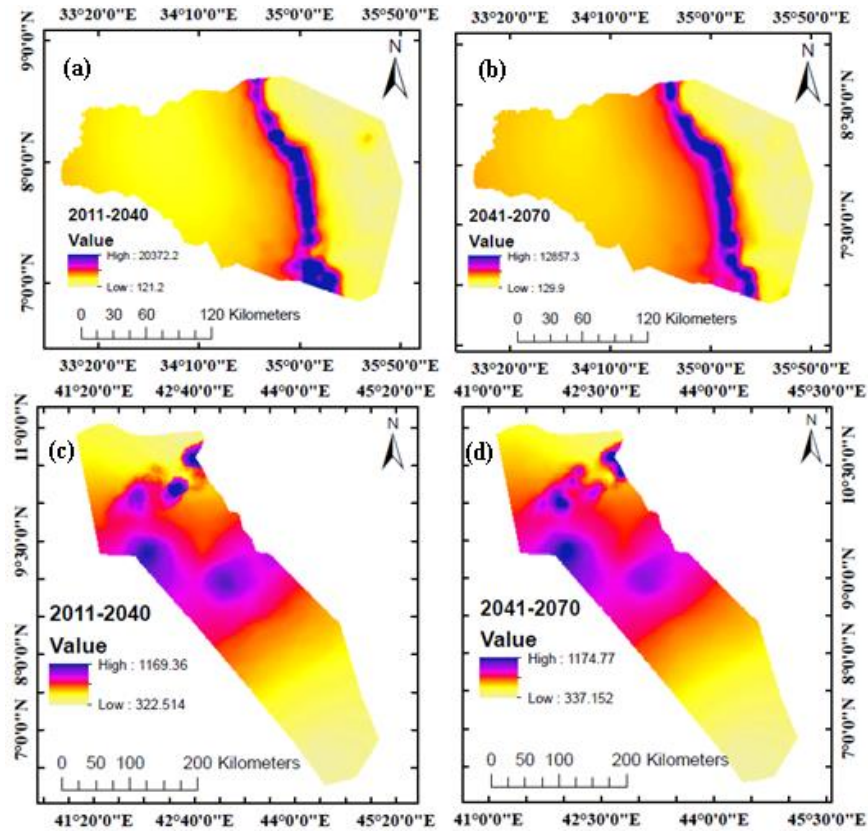 33°20'0"E 34°10'0"E 35°0'0"E 35°50'0"E
9°0'0"N
8°0'0"N
7°0'0"N
(a)
N
2011-2040
Value
High : 20372.2
Low : 121.2
0 30 60 120 Kilometers
33°20'0"E 34°10'0"E 35°0'0"E 35°50'0"E
33°20'0"E 34°10'0"E 35°0'0"E 35°50'0"E
(b)
N
8°30'0"N
7°30'0"N
2041-2070
Value
High : 12857.3
Low : 129.9
0 30 60 120 Kilometers
33°20'0"E 34°10'0"E 35°0'0"E 35°50'0"E
41°20'0"E 42°40'0"E 44°0'0"E 45°20'0"E
11°0'0"N
9°30'0"N
8°0'0"N
7°0'0"N
(c)
N
2011-2040
Value
High : 1169.36
Low : 322.514
0 50 100 200 Kilometers
41°20'0"E 42°40'0"E 44°0'0"E 45°20'0"E
41°0'0"E 42°30'0"E 44°0'0"E 45°30'0"E
(d)
N
10°30'0"N
9°0'0"N
8°0'0"N
7°0'0"N
2041-2070
Value
High : 1174.77
Low : 337.152
0 50 100 200 Kilometers
41°0'0"E 42°30'0"E 44°0'0"E 45°30'0"E